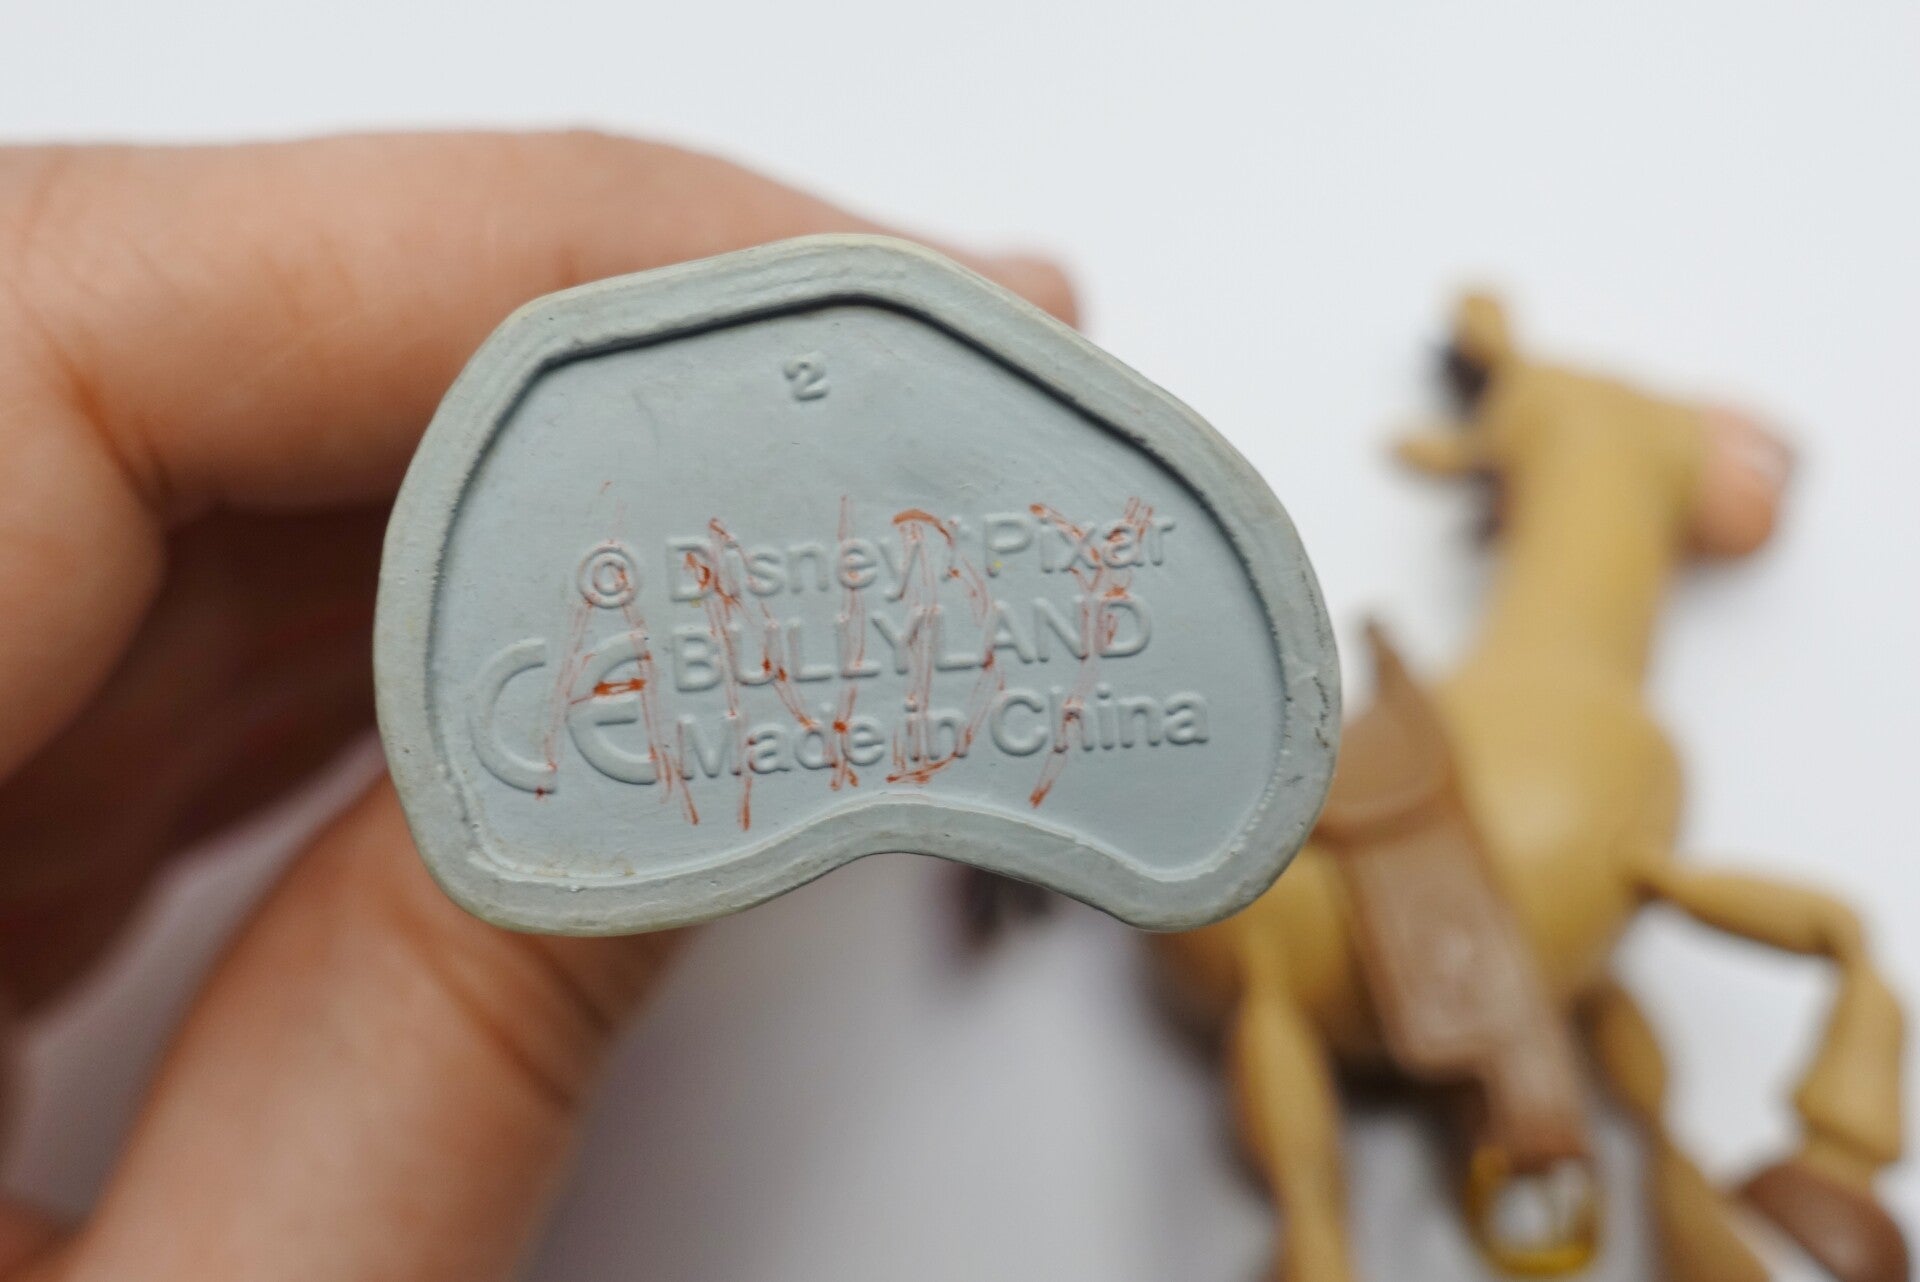 2
© Disney / Pixar
CE BULLYLAND
Made in China
ANDY